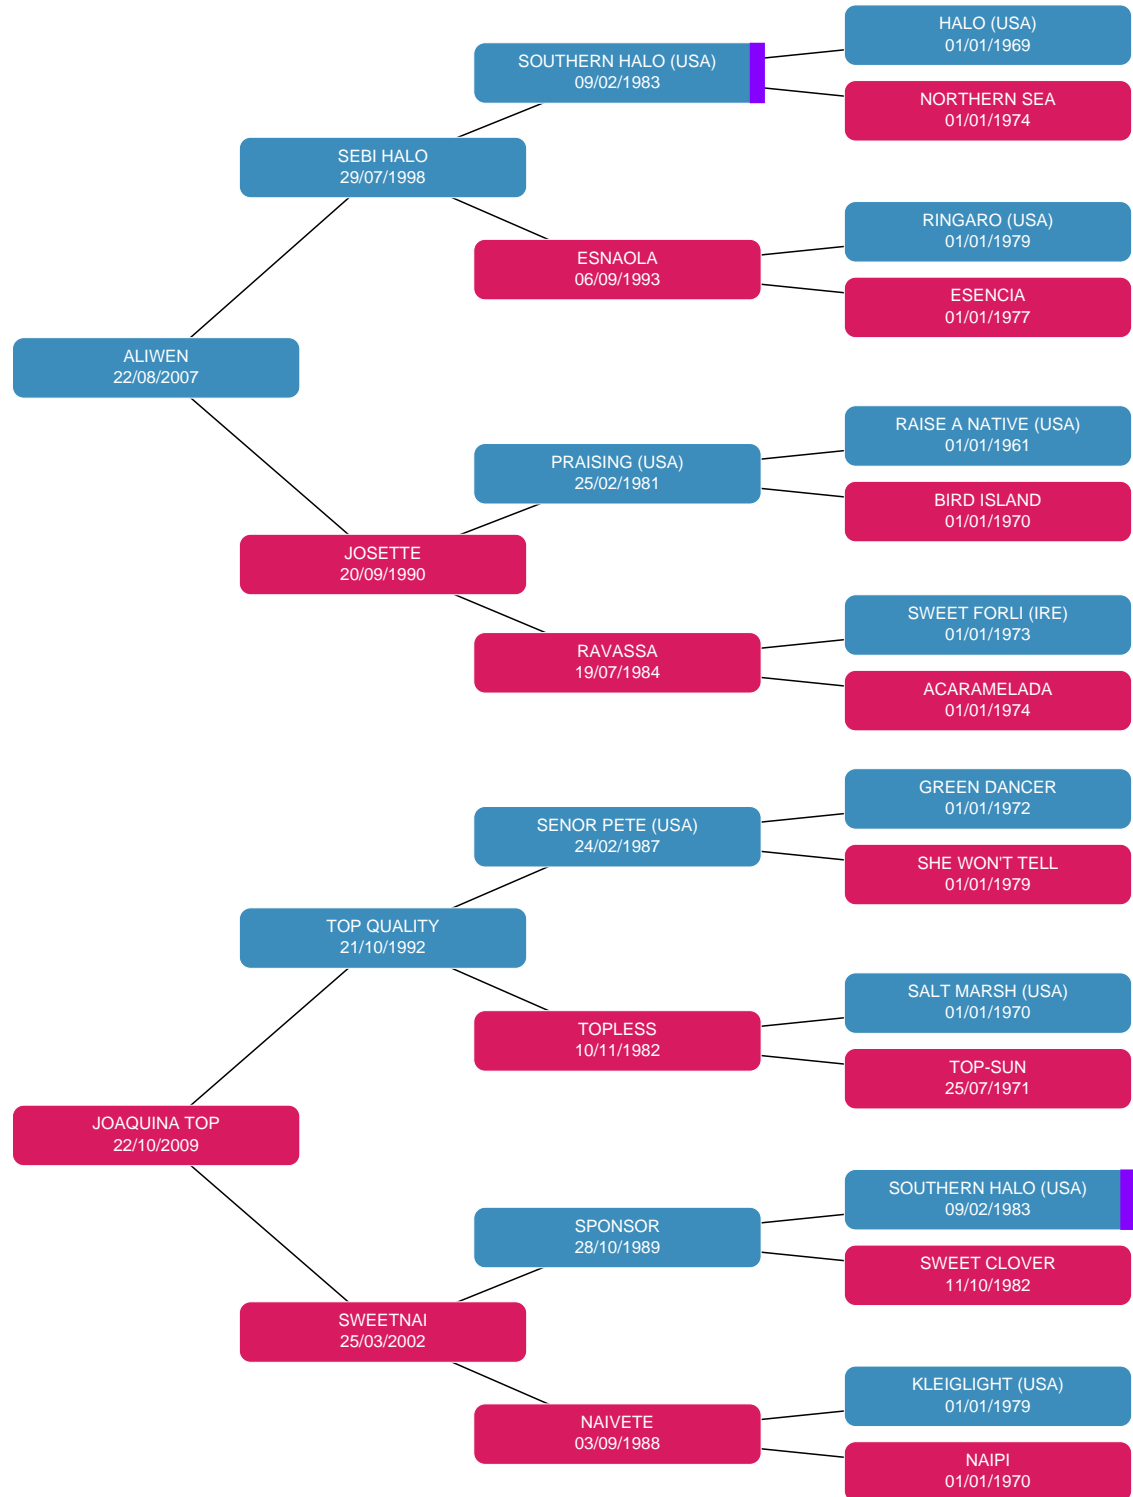 HALO (USA)
01/01/1969
SOUTHERN HALO (USA)
09/02/1983
NORTHERN SEA
01/01/1974
SEBI HALO
29/07/1998
RINGARO (USA)
01/01/1979
ESNAOLA
06/09/1993
ESENCIA
01/01/1977
ALIWEN
22/08/2007
RAISE A NATIVE (USA)
01/01/1961
PRAISING (USA)
25/02/1981
BIRD ISLAND
01/01/1970
JOSETTE
20/09/1990
SWEET FORLI (IRE)
01/01/1973
RAVASSA
19/07/1984
ACARAMELADA
01/01/1974
GREEN DANCER
01/01/1972
SENOR PETE (USA)
24/02/1987
SHE WON'T TELL
01/01/1979
TOP QUALITY
21/10/1992
SALT MARSH (USA)
01/01/1970
TOPLESS
10/11/1982
TOP-SUN
25/07/1971
JOAQUINA TOP
22/10/2009
SOUTHERN HALO (USA)
09/02/1983
SPONSOR
28/10/1989
SWEET CLOVER
11/10/1982
SWEETNAI
25/03/2002
KLEIGLIGHT (USA)
01/01/1979
NAIVETE
03/09/1988
NAIPI
01/01/1970